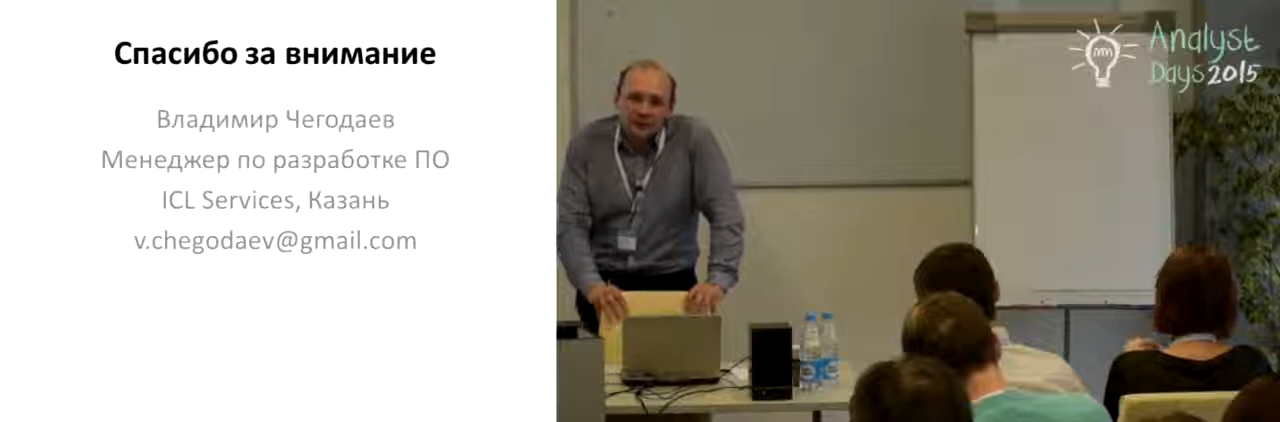 Спасибо за внимание
Владимир Чегодаев
Менеджер по разработке ПО
ICL Services, Казань
v.chegodaev@gmail.com
Analyst
Days 2015